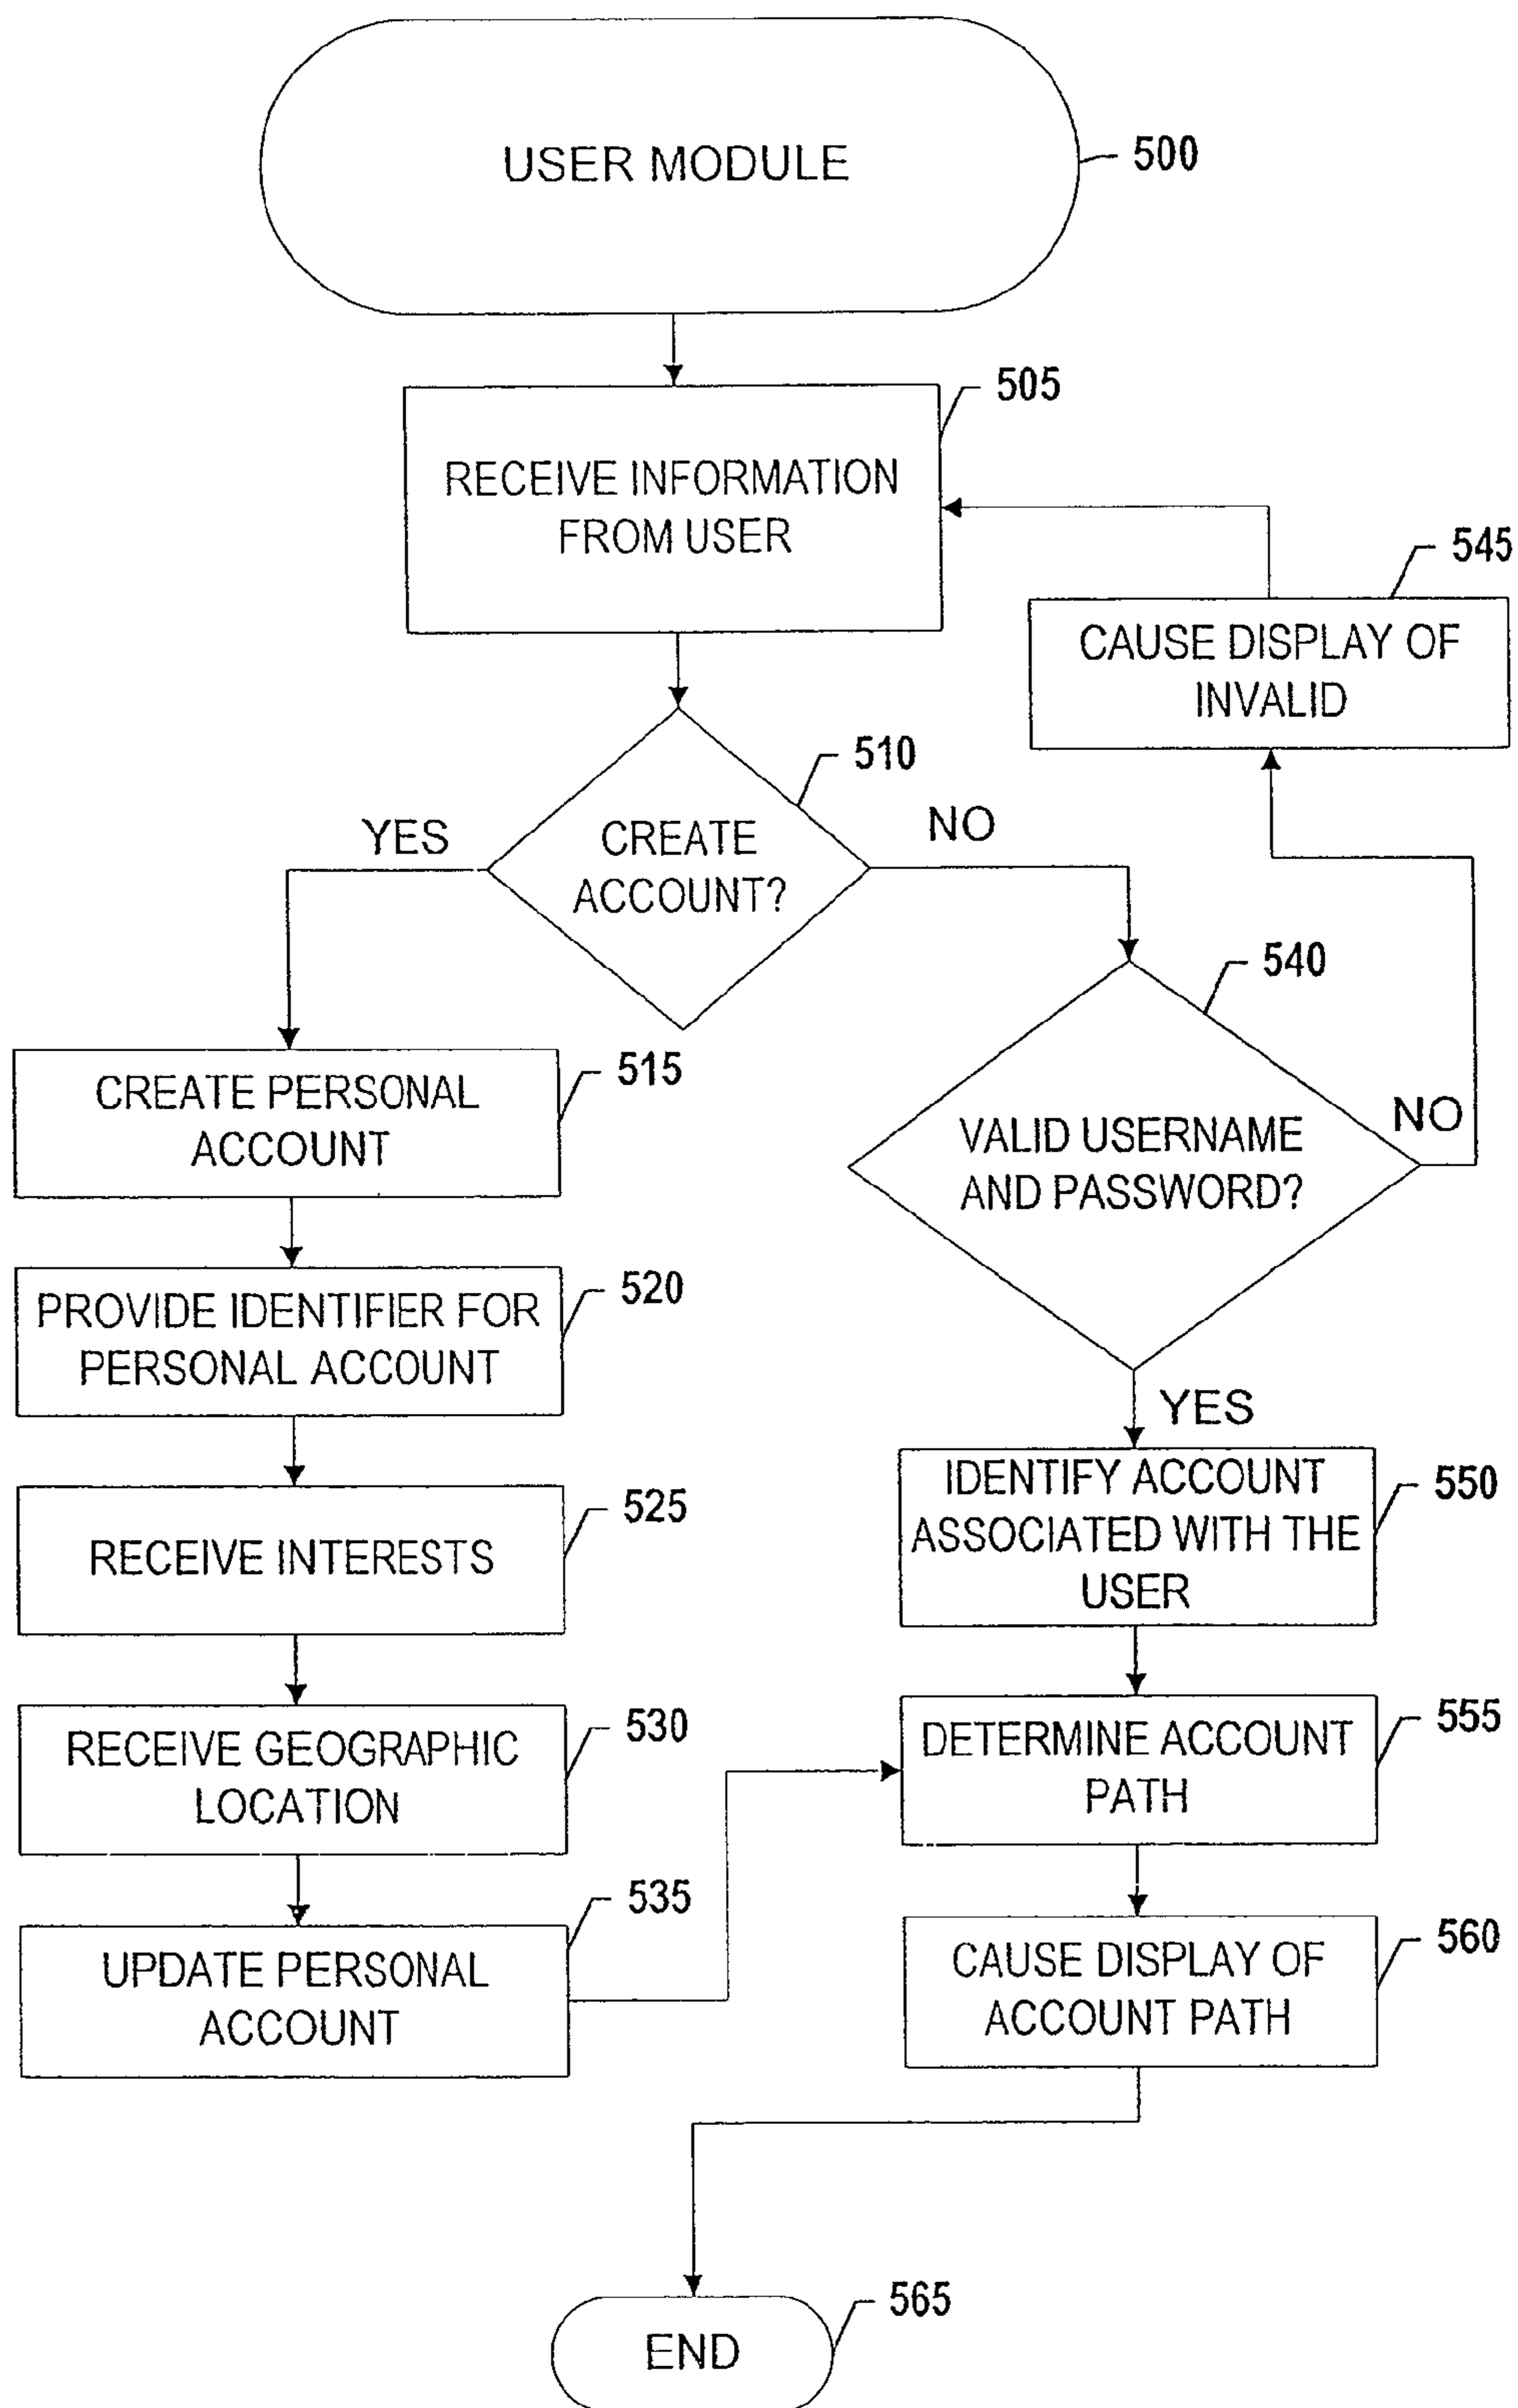 USER MODULE
500
505
RECEIVE INFORMATION
FROM USER
545
CAUSE DISPLAY OF
INVALID
510
YES
CREATE
ACCOUNT?
NO
540
VALID USERNAME
AND PASSWORD?
NO
YES
CREATE PERSONAL
ACCOUNT
515
PROVIDE IDENTIFIER FOR
PERSONAL ACCOUNT
520
RECEIVE INTERESTS
525
RECEIVE GEOGRAPHIC
LOCATION
530
UPDATE PERSONAL
ACCOUNT
535
IDENTIFY ACCOUNT
ASSOCIATED WITH THE
USER
550
DETERMINE ACCOUNT
PATH
555
CAUSE DISPLAY OF
ACCOUNT PATH
560
END
565